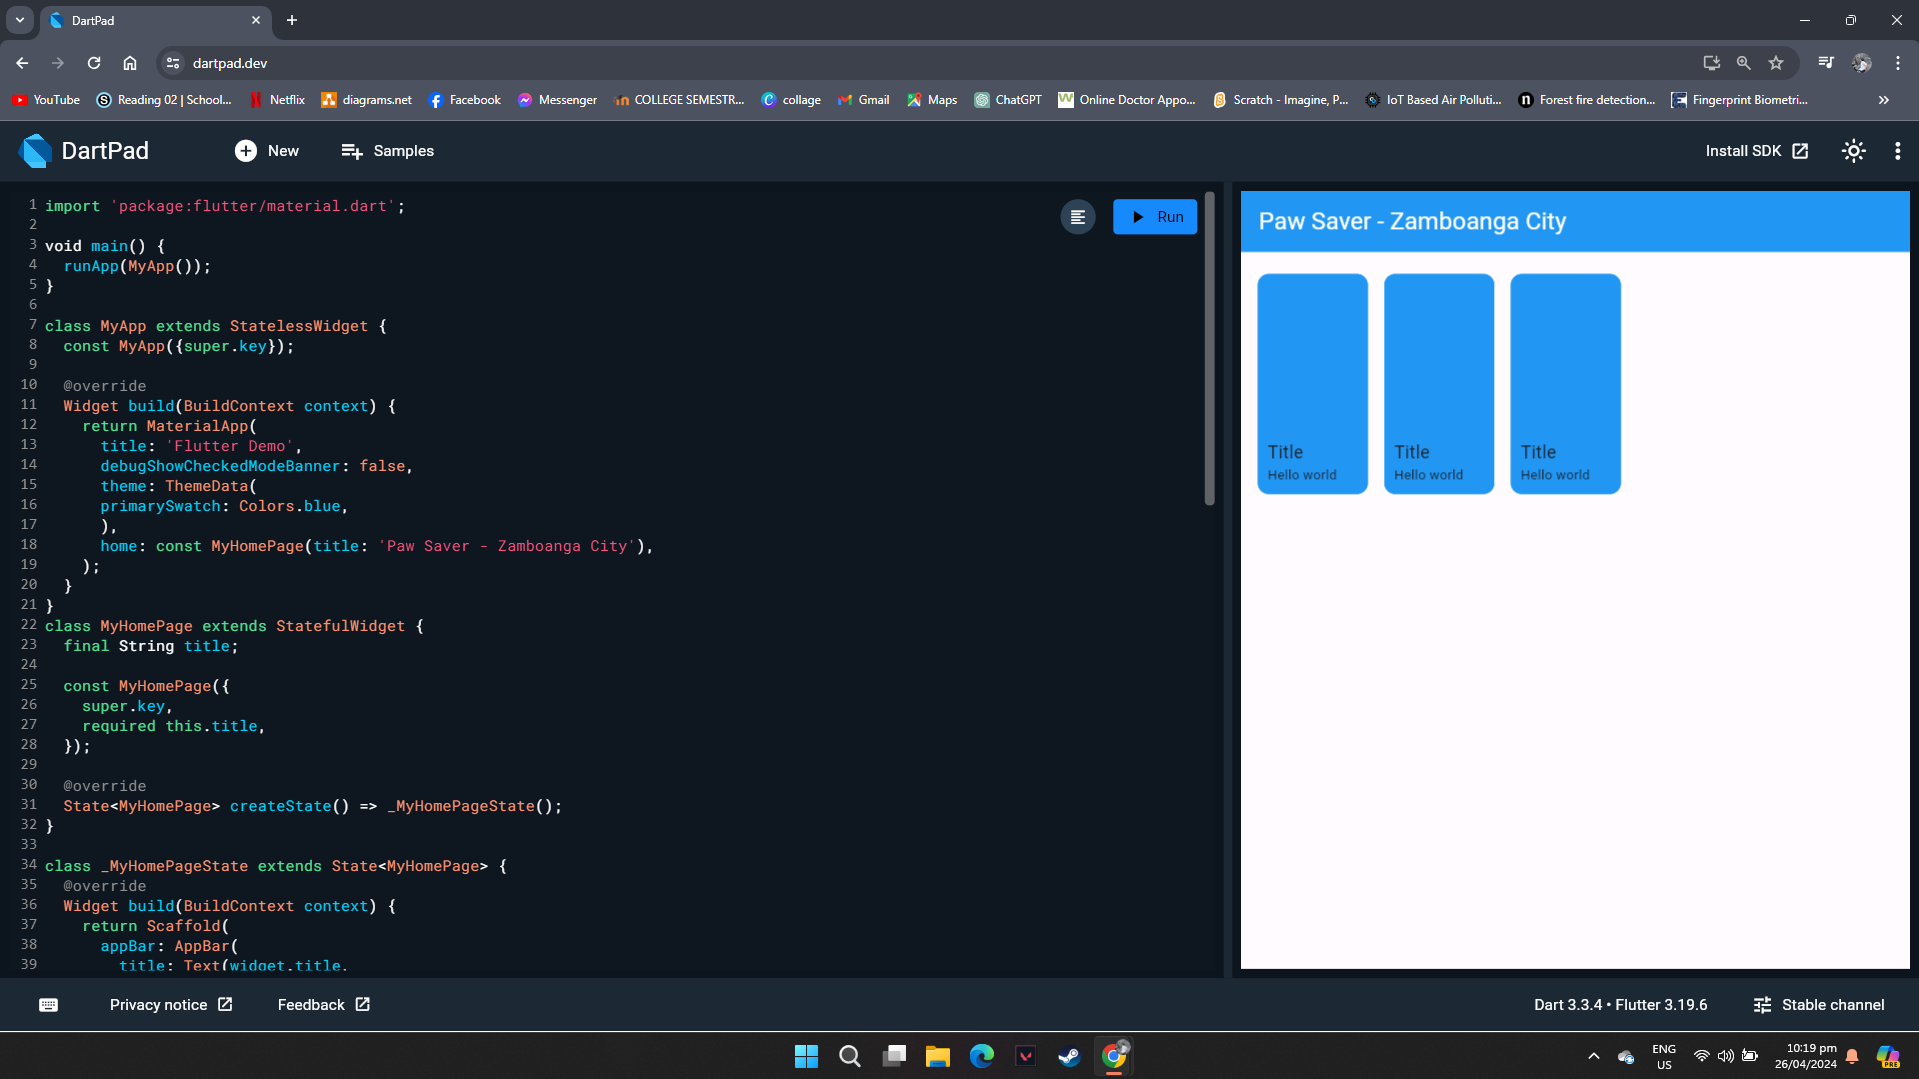 DartPad
dartpad.dev
YouTube
Reading 02 | School...
Netflix
diagrams.net
Facebook
Messenger
COLLEGE SEMESTR...
collage
Gmail
Maps
ChatGPT
Online Doctor Appo...
Scratch - Imagine, P...
IoT Based Air Polluti...
Forest fire detection...
Fingerprint Biometri...
DartPad
New
Samples
Install SDK
Run
1 import 'package:flutter/material.dart';
2
3 void main() {
4   runApp(MyApp());
5 }
6
7 class MyApp extends StatelessWidget {
8   const MyApp({super.key});
9
10   @override
11   Widget build(BuildContext context) {
12     return MaterialApp(
13       title: 'Flutter Demo',
14       debugShowCheckedModeBanner: false,
15       theme: ThemeData(
16       primarySwatch: Colors.blue,
17       ),
18       home: const MyHomePage(title: 'Paw Saver - Zamboanga City'),
19     );
20   }
21 }
22 class MyHomePage extends StatefulWidget {
23   final String title;
24
25   const MyHomePage({
26     super.key,
27     required this.title,
28   });
29
30   @override
31   State<MyHomePage> createState() => _MyHomePageState();
32 }
33
34 class _MyHomePageState extends State<MyHomePage> {
35   @override
36   Widget build(BuildContext context) {
37     return Scaffold(
38       appBar: AppBar(
39         title: Text(widget.title,
Paw Saver - Zamboanga City
Title
Hello world
Title
Hello world
Title
Hello world
Privacy notice
Feedback
Dart 3.3.4 • Flutter 3.19.6
Stable channel
ENG
US
10:19 pm
26/04/2024
PRE